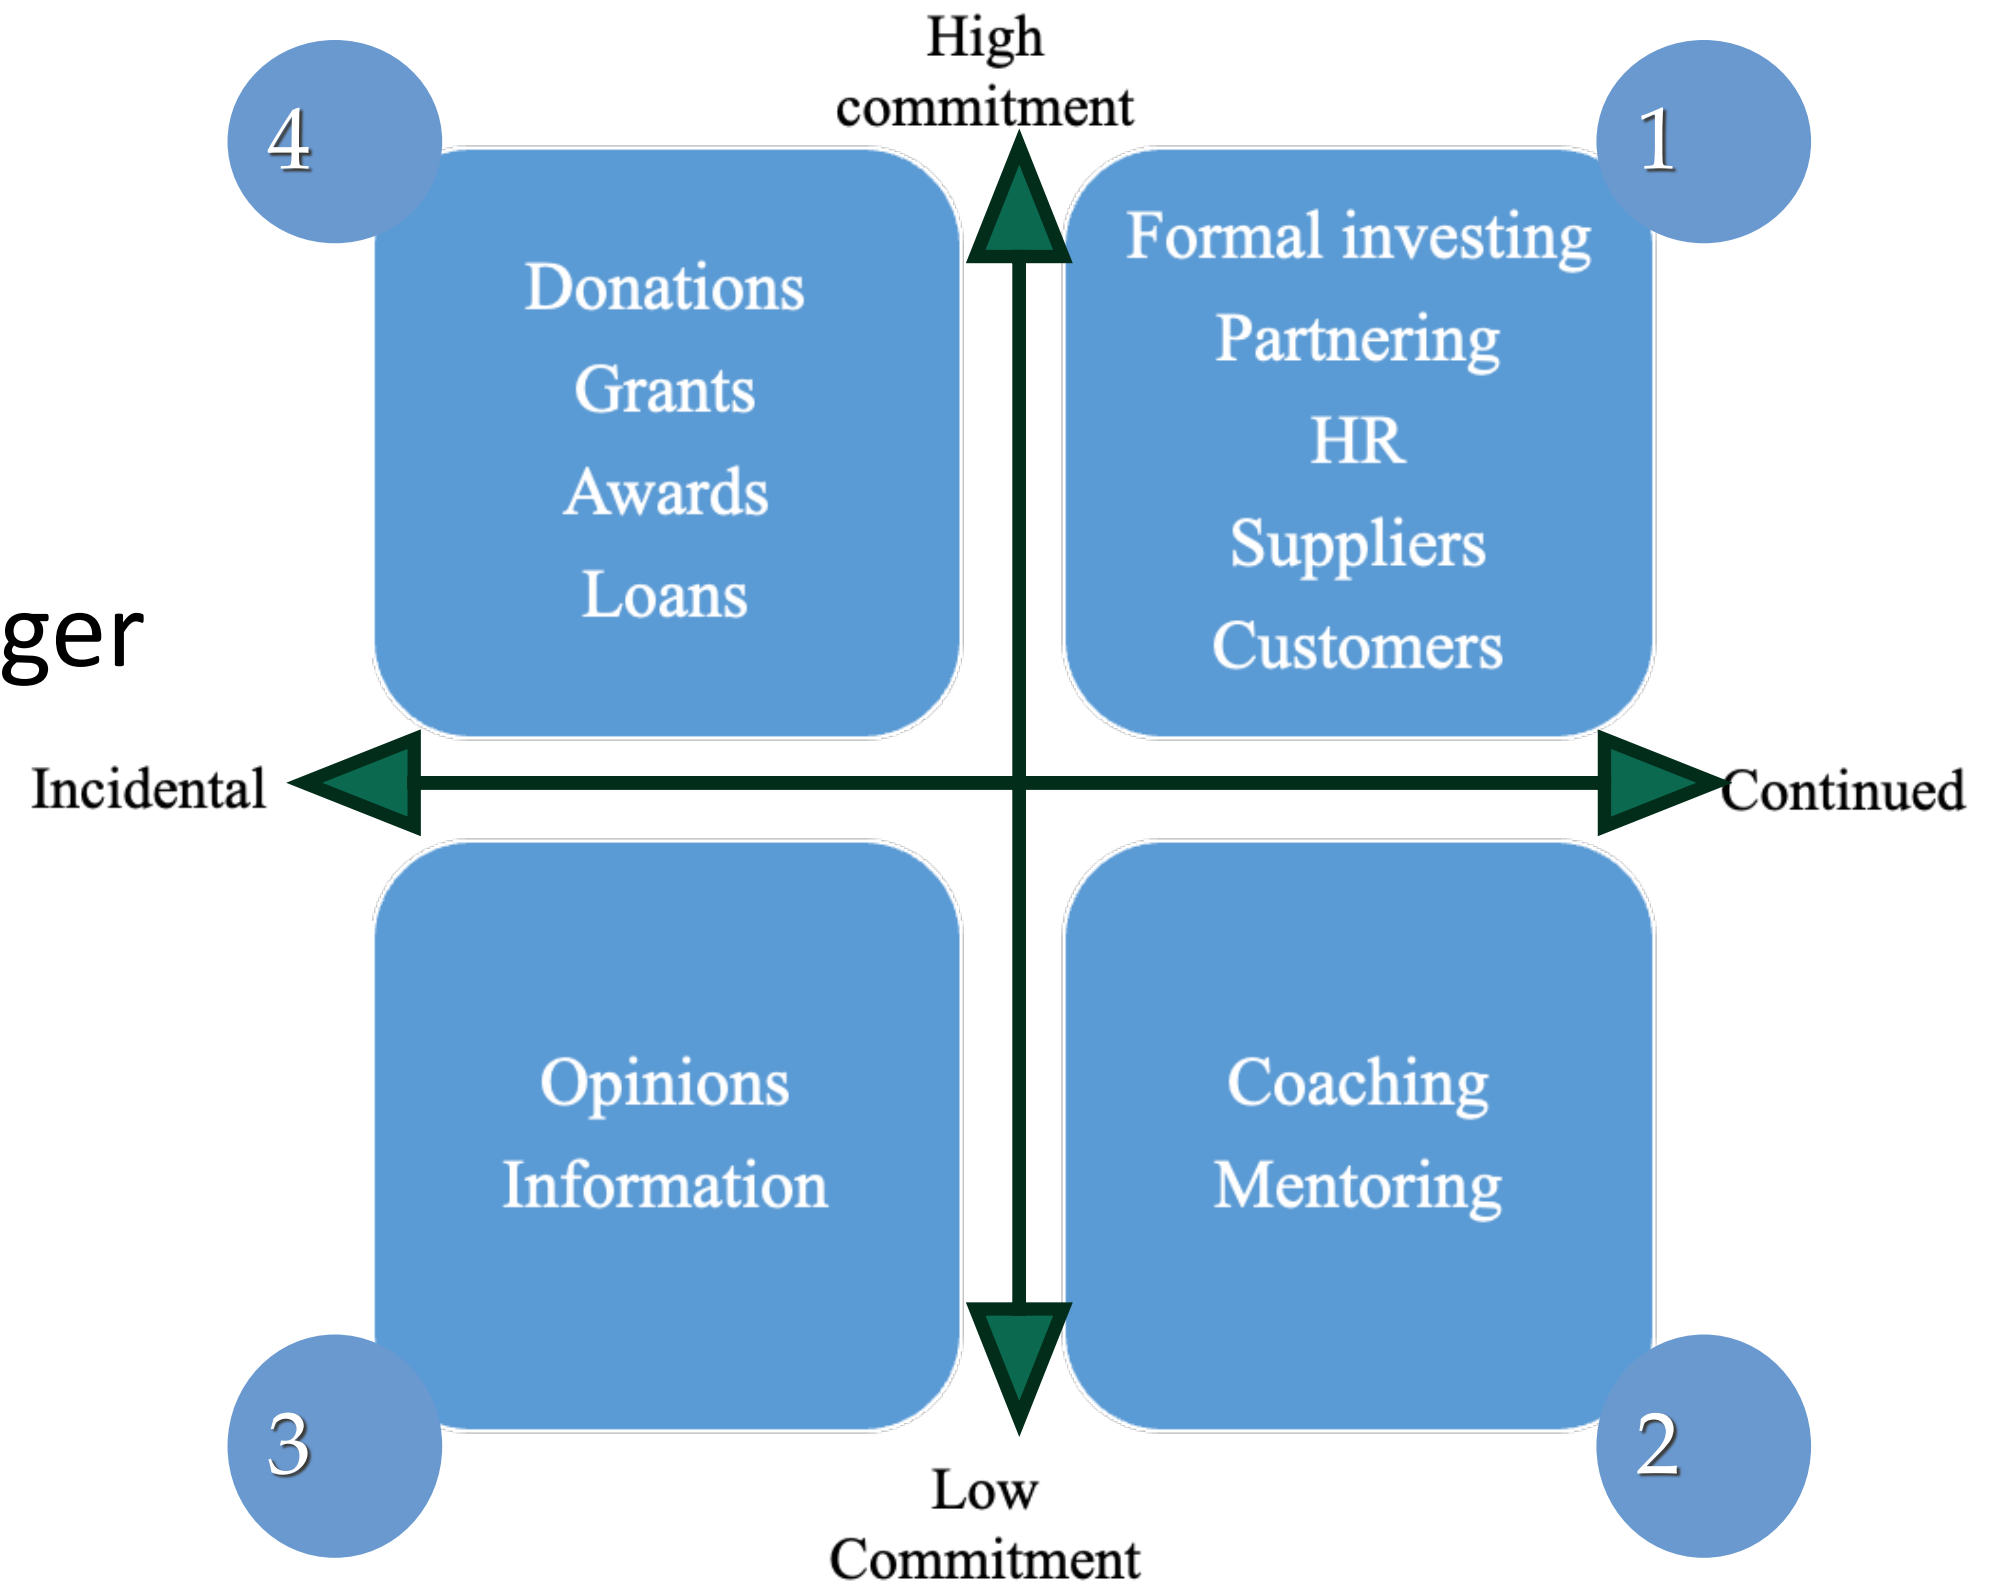 High
commitment
4
1
Donations
Grants
Awards
Loans
Formal investing
Partnering
HR
Suppliers
Customers
ger
Incidental
Continued
Opinions
Information
Coaching
Mentoring
3
2
Low
Commitment